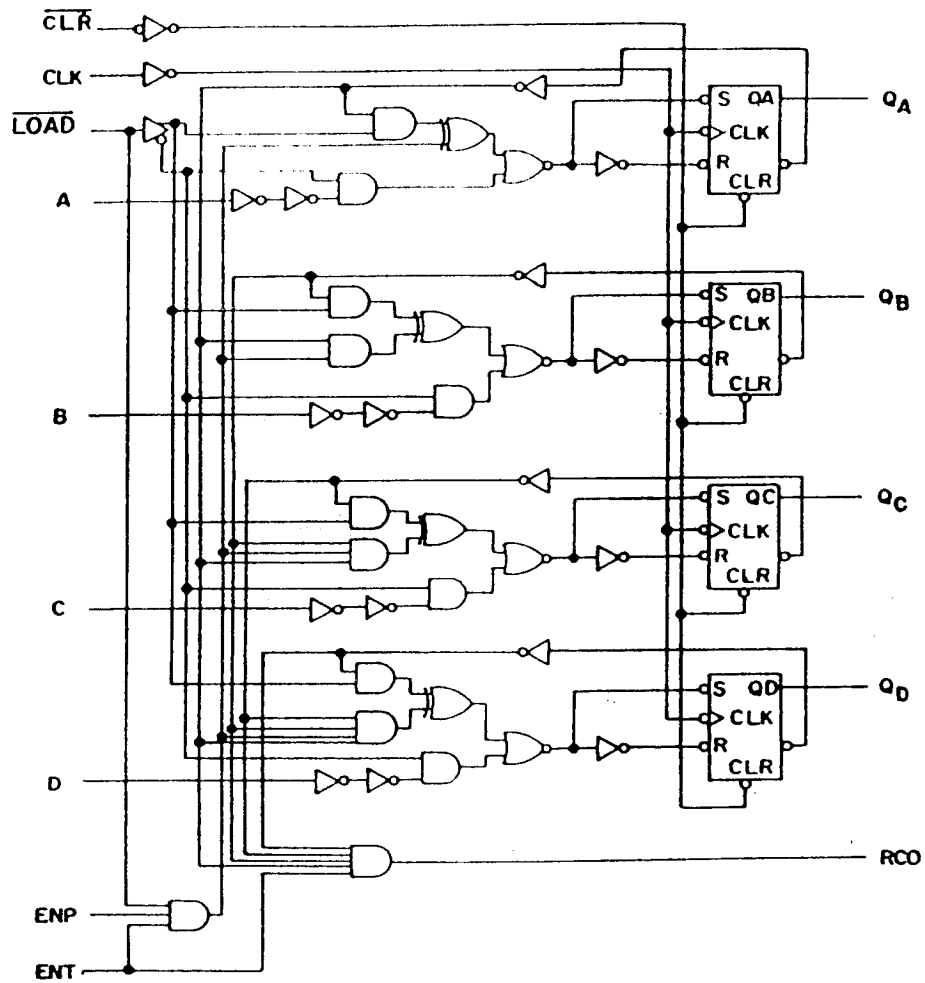 CLR
CLK
LOAD
S QA
QA
CLK
R
CLR
A
S QB
QB
CLK
R
CLR
B
S QC
QC
CLK
R
CLR
C
S QD
QD
CLK
R
CLR
D
RCO
ENP
ENT